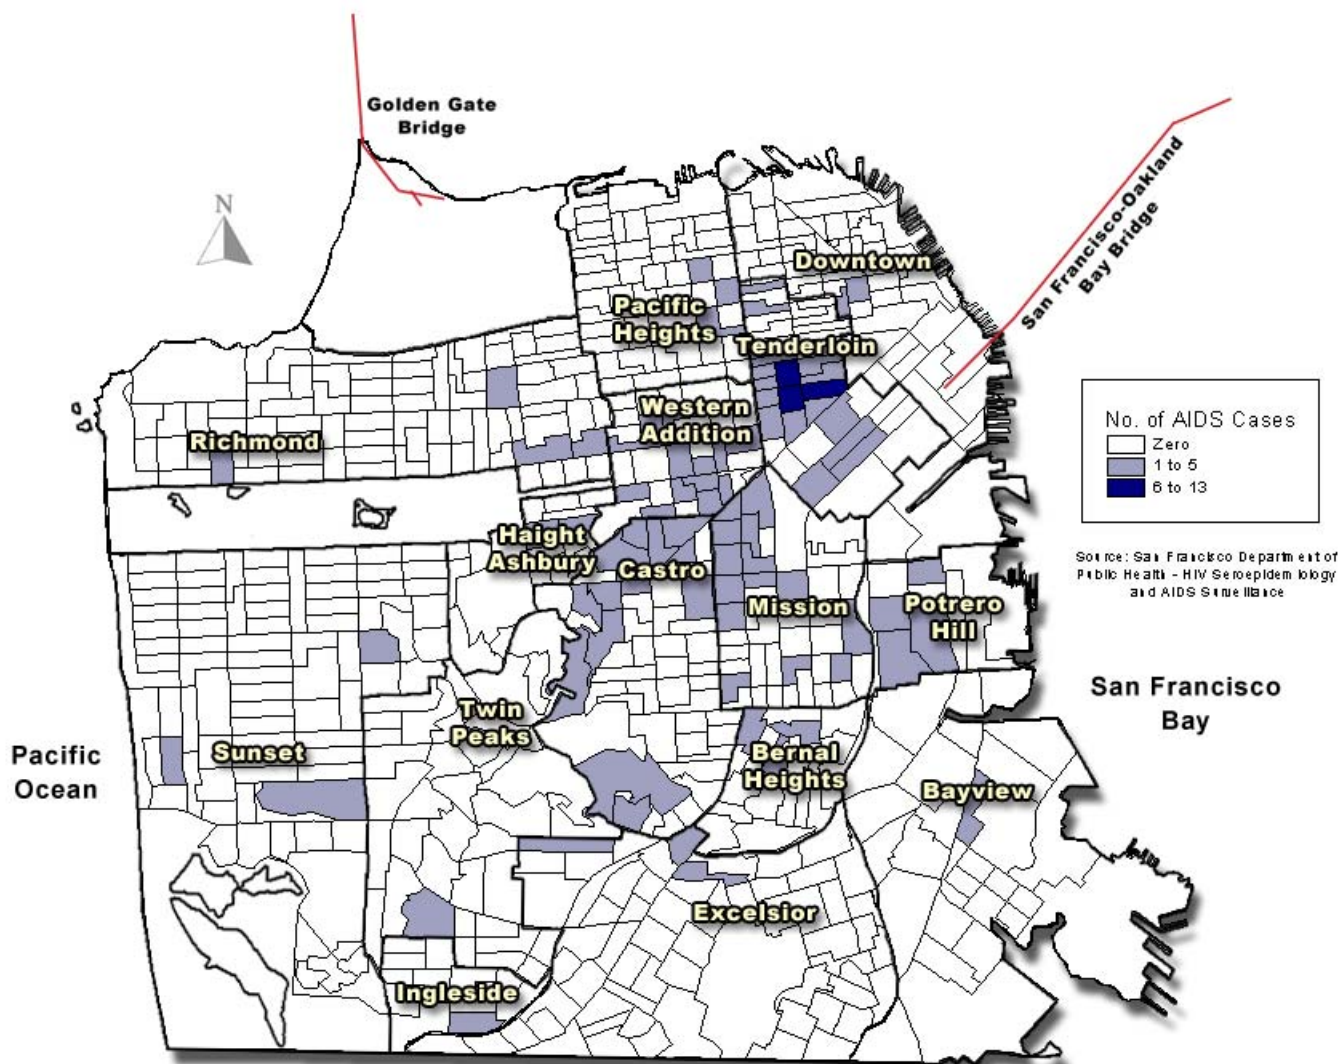 Golden Gate
Bridge
N
San Francisco-Oakland
Bay Bridge
Downtown
Pacific
Heights
Tenderloin
Western
Addition
Richmond
No. of AIDS Cases
Zero
1 to 5
6 to 13
Haight
Ashbury
Castro
Source: San Francisco Department of
Public Health - HIV Seroepidemiology
and AIDS Surveillance
Mission
Potrero
Hill
San Francisco
Bay
Twin
Peaks
Pacific
Ocean
Sunset
Bernal
Heights
Bayview
Excelsior
Ingleside